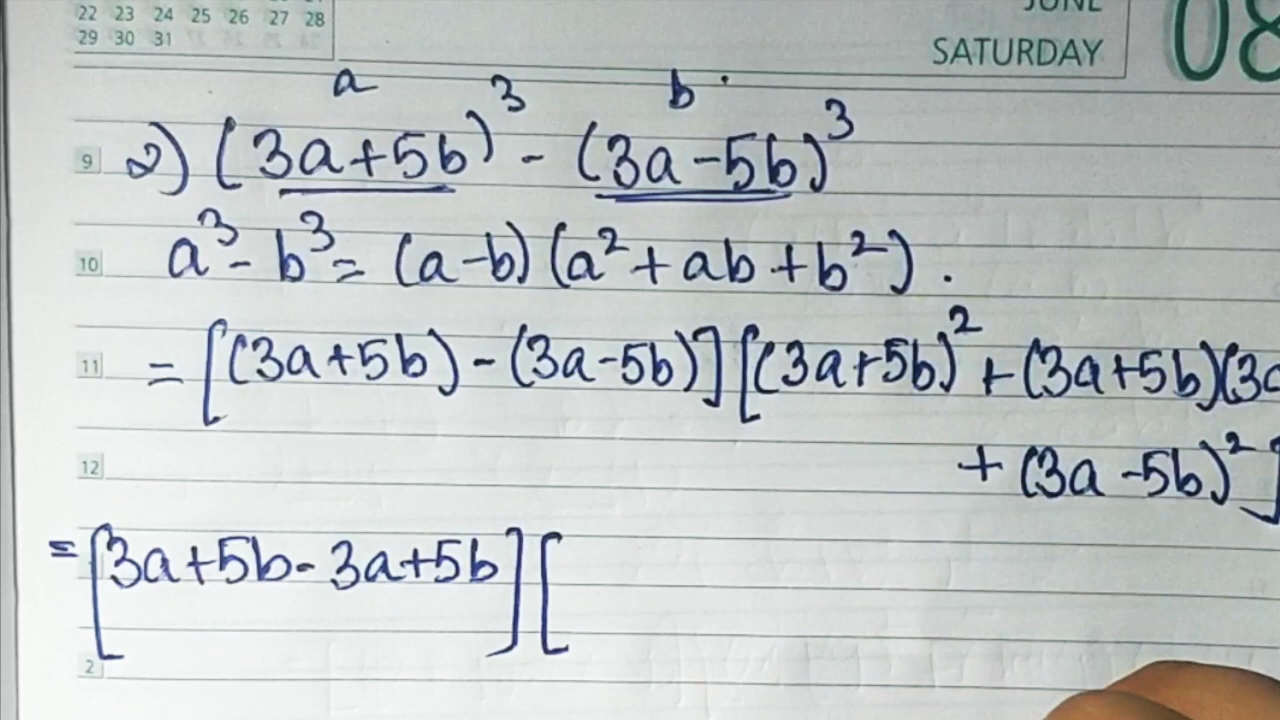 22 23 24 25 26 27 28
29 30 31
JUNE
SATURDAY
08
a b
9 2) (3a+5b)³ - (3a-5b)³
10 a³-b³= (a-b) (a²+ab+b²).
11 = [(3a+5b)-(3a-5b)] [(3a+5b)² + (3a+5b)(3a
12 + (3a-5b)²]
= [3a+5b-3a+5b] [
2